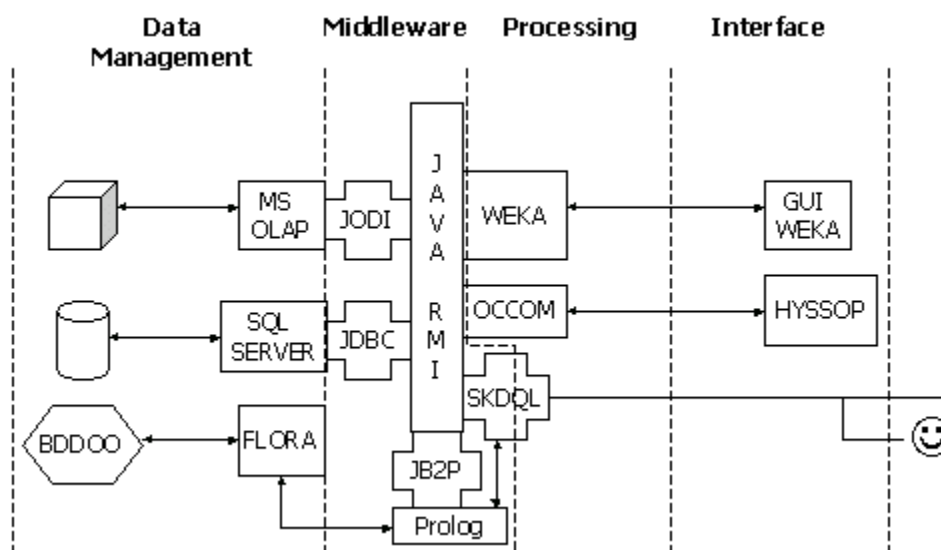 Data
Management
Middleware
Processing
Interface
J
A
V
A
R
M
I
MS
OLAP
JODI
WEKA
GUI
WEKA
OCCOM
HYSSOP
SQL
SERVER
JDBC
SKDQL
BDDOO
FLORA
JB2P
Prolog